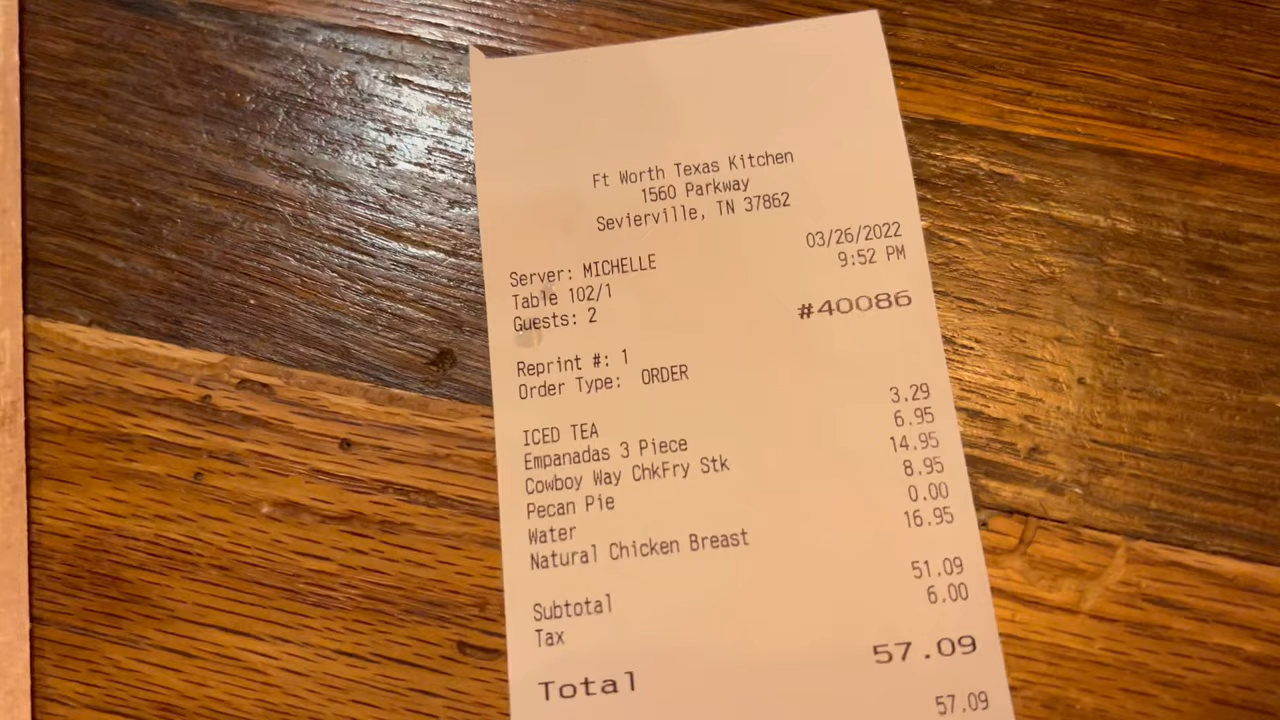 Ft Worth Texas Kitchen
1560 Parkway
Sevierville, TN 37862
Server: MICHELLE 03/26/2022
Table 102/1 9:52 PM
Guests: 2 #40086
Reprint #: 1
Order Type: ORDER
ICED TEA 3.29
Empanadas 3 Piece 6.95
Cowboy Way ChkFry Stk 14.95
Pecan Pie 8.95
Water 0.00
Natural Chicken Breast 16.95
Subtotal 51.09
Tax 6.00
Total 57.09
57.09